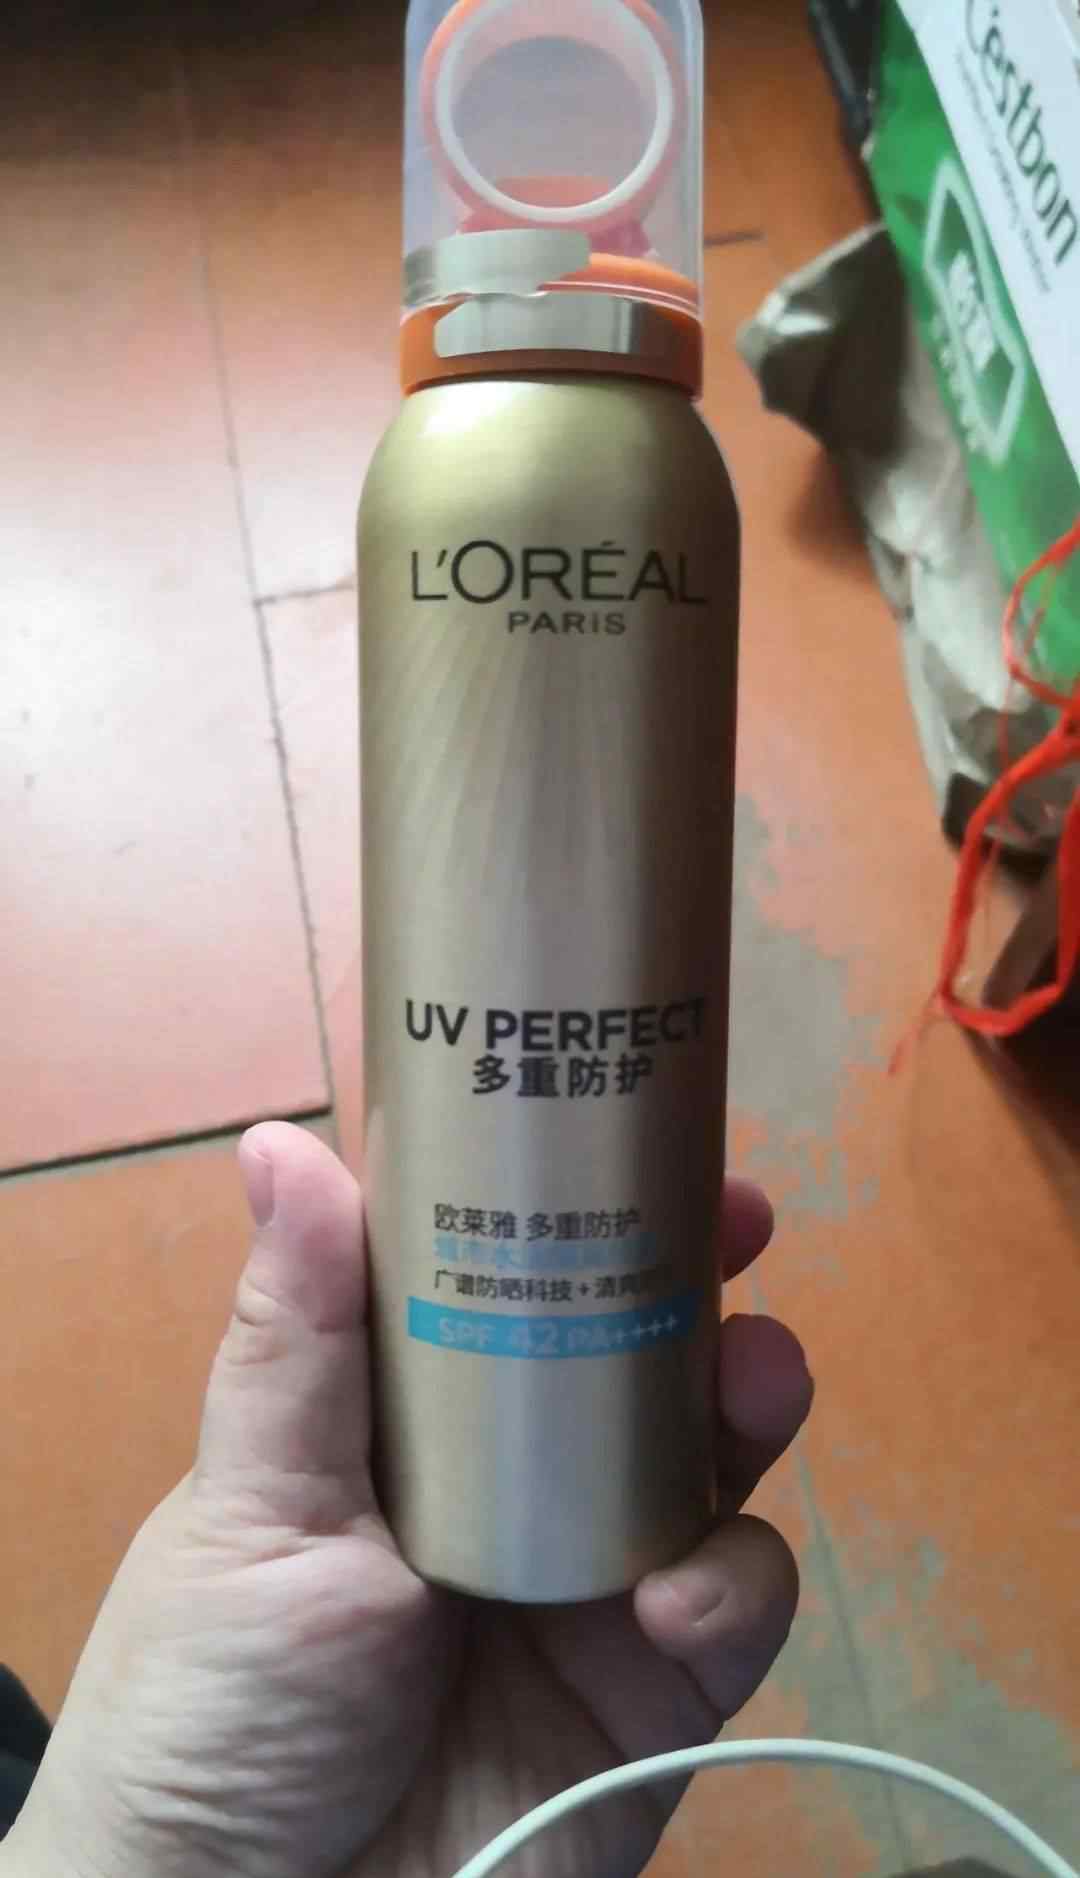 L'ORÉAL
PARIS
UV PERFECT
多重防护
欧莱雅 多重防护
广谱防晒科技+清爽
SPF 42 PA++++
C'estbon